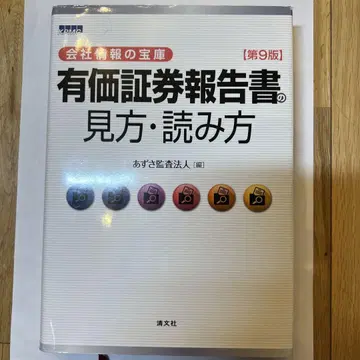 会社情報の宝庫
【第9版】
有価証券報告書の
見方・読み方
あずさ監査法人[編]
清文社